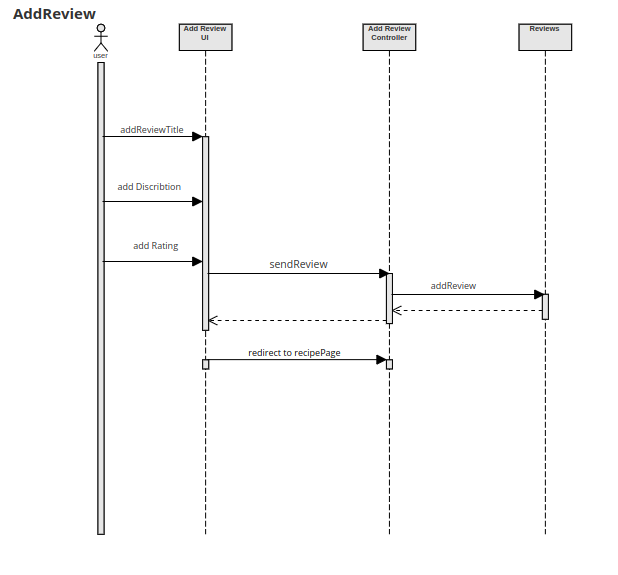 AddReview
user
Add Review
UI
Add Review
Controller
Reviews
addReviewTitle
add Discribtion
add Rating
sendReview
addReview
redirect to recipePage